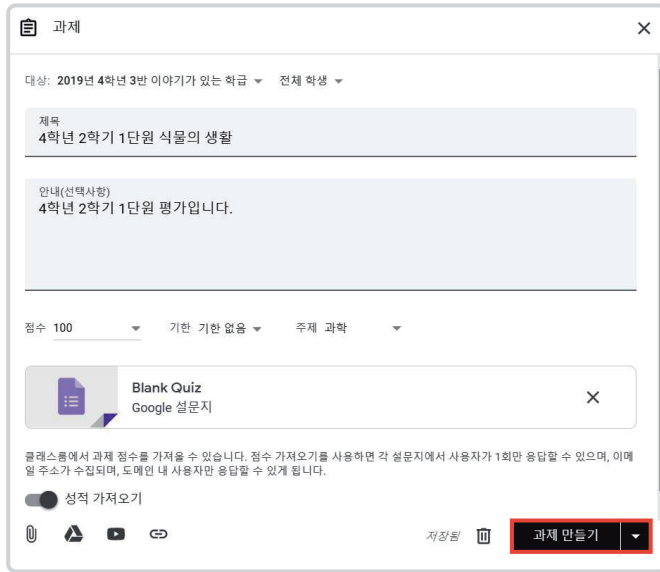 과제
대상: 2019년 4학년 3반 이야기가 있는 학급 전체 학생
제목
4학년 2학기 1단원 식물의 생활
안내(선택사항)
4학년 2학기 1단원 평가입니다.
점수 100 기한 기한 없음 주제 과학
Blank Quiz
Google 설문지
클래스룸에서 과제 점수를 가져올 수 있습니다. 점수 가져오기를 사용하면 각 설문지에서 사용자가 1회만 응답할 수 있으며, 이메
일 주소가 수집되며, 도메인 내 사용자만 응답할 수 있게 됩니다.
성적 가져오기
저장됨 과제 만들기